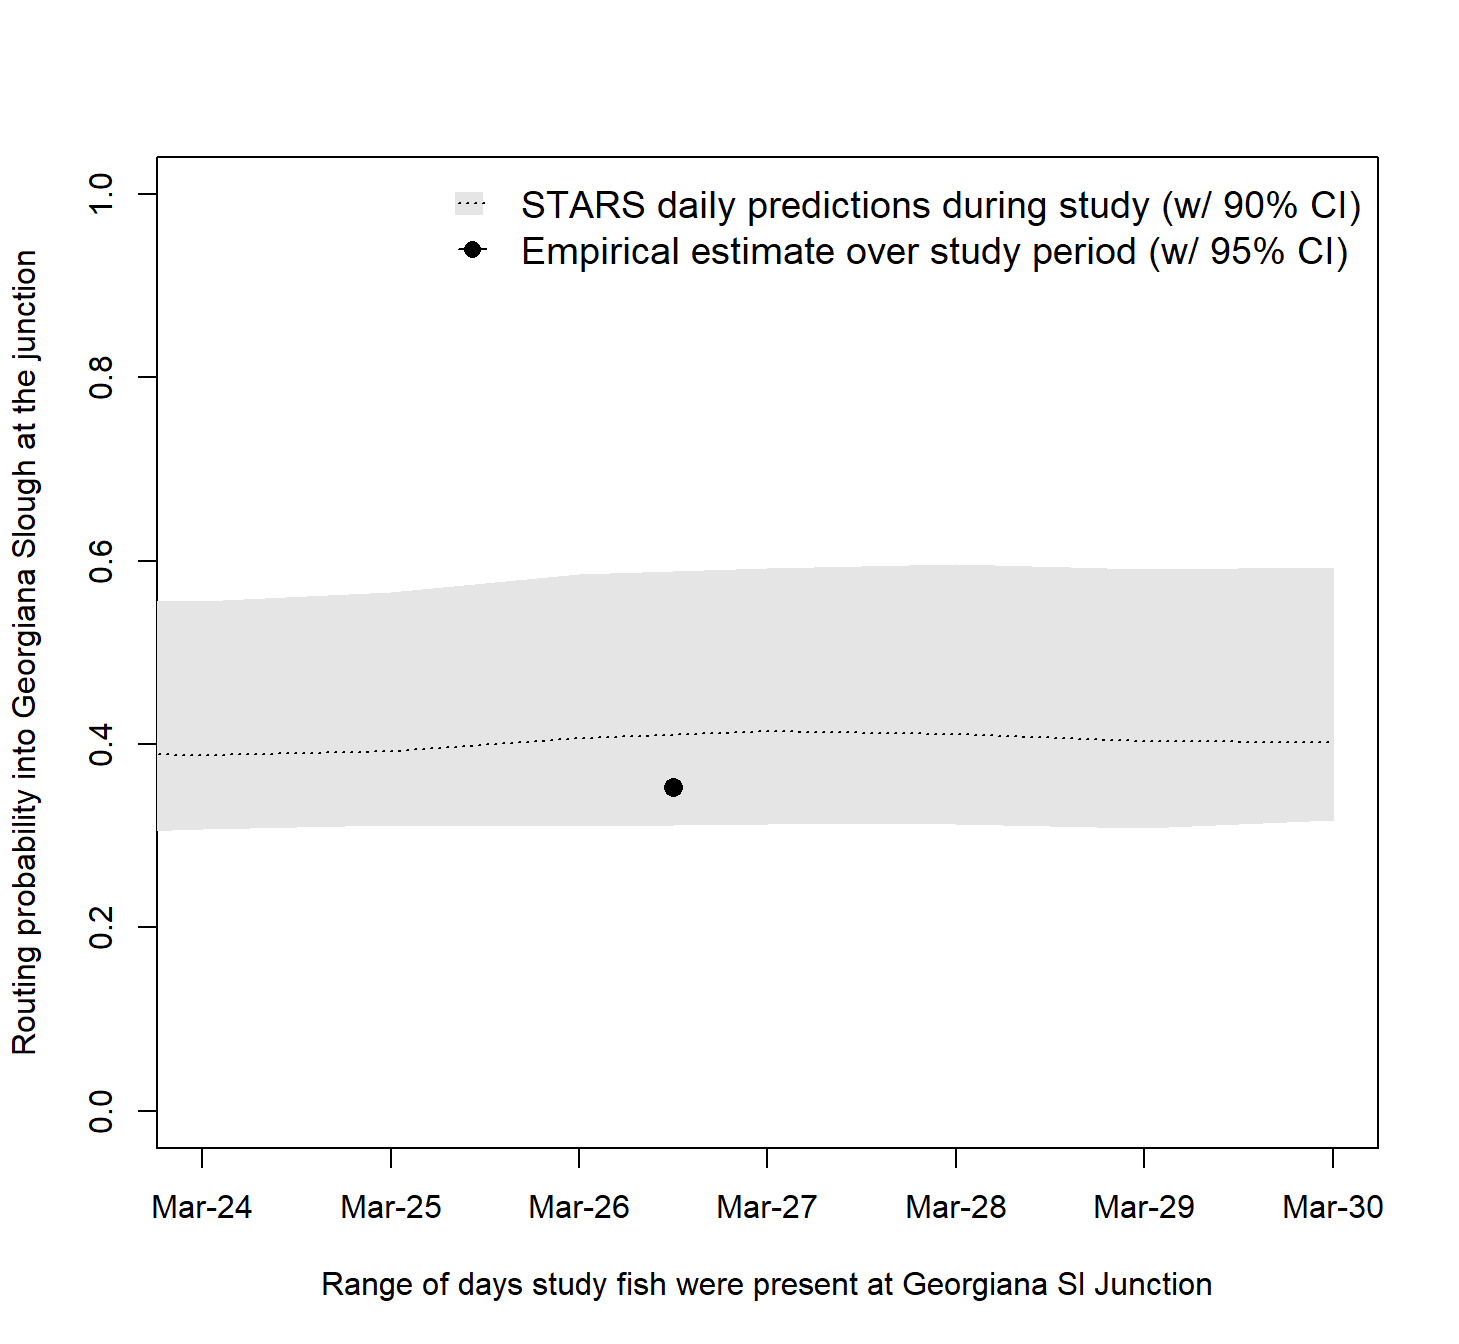 STARS daily predictions during study (w/ 90% CI)
Empirical estimate over study period (w/ 95% CI)
Routing probability into Georgiana Slough at the junction
1.0
0.8
0.6
0.4
0.2
0.0
Mar-24 Mar-25 Mar-26 Mar-27 Mar-28 Mar-29 Mar-30
Range of days study fish were present at Georgiana Sl Junction